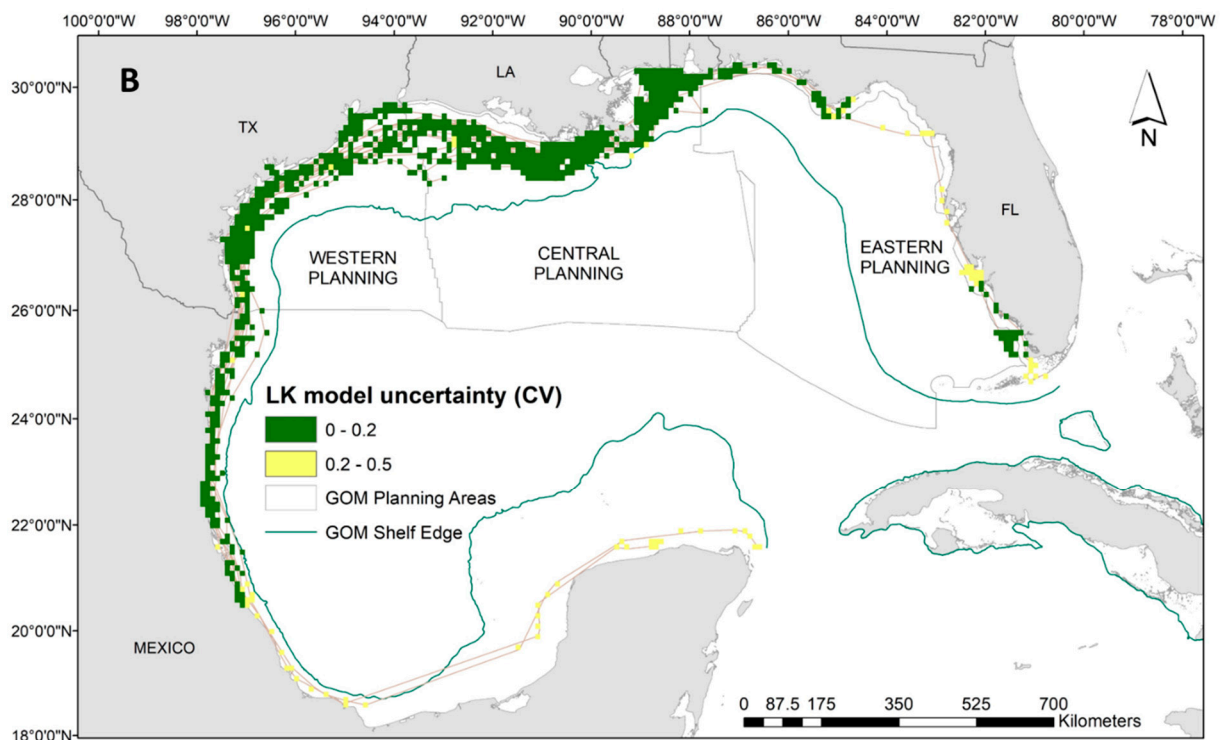 100°0'0"W 98°0'0"W 96°0'0"W 94°0'0"W 92°0'0"W 90°0'0"W 88°0'0"W 86°0'0"W 84°0'0"W 82°0'0"W 80°0'0"W 78°0'0"W
B
LA
30°0'0"N
TX
N
28°0'0"N
FL
WESTERN
PLANNING
CENTRAL
PLANNING
EASTERN
PLANNING
26°0'0"N
LK model uncertainty (CV)
24°0'0"N
0 - 0.2
0.2 - 0.5
GOM Planning Areas
22°0'0"N
GOM Shelf Edge
20°0'0"N
MEXICO
0 87.5 175 350 525 700
Kilometers
18°0'0"N